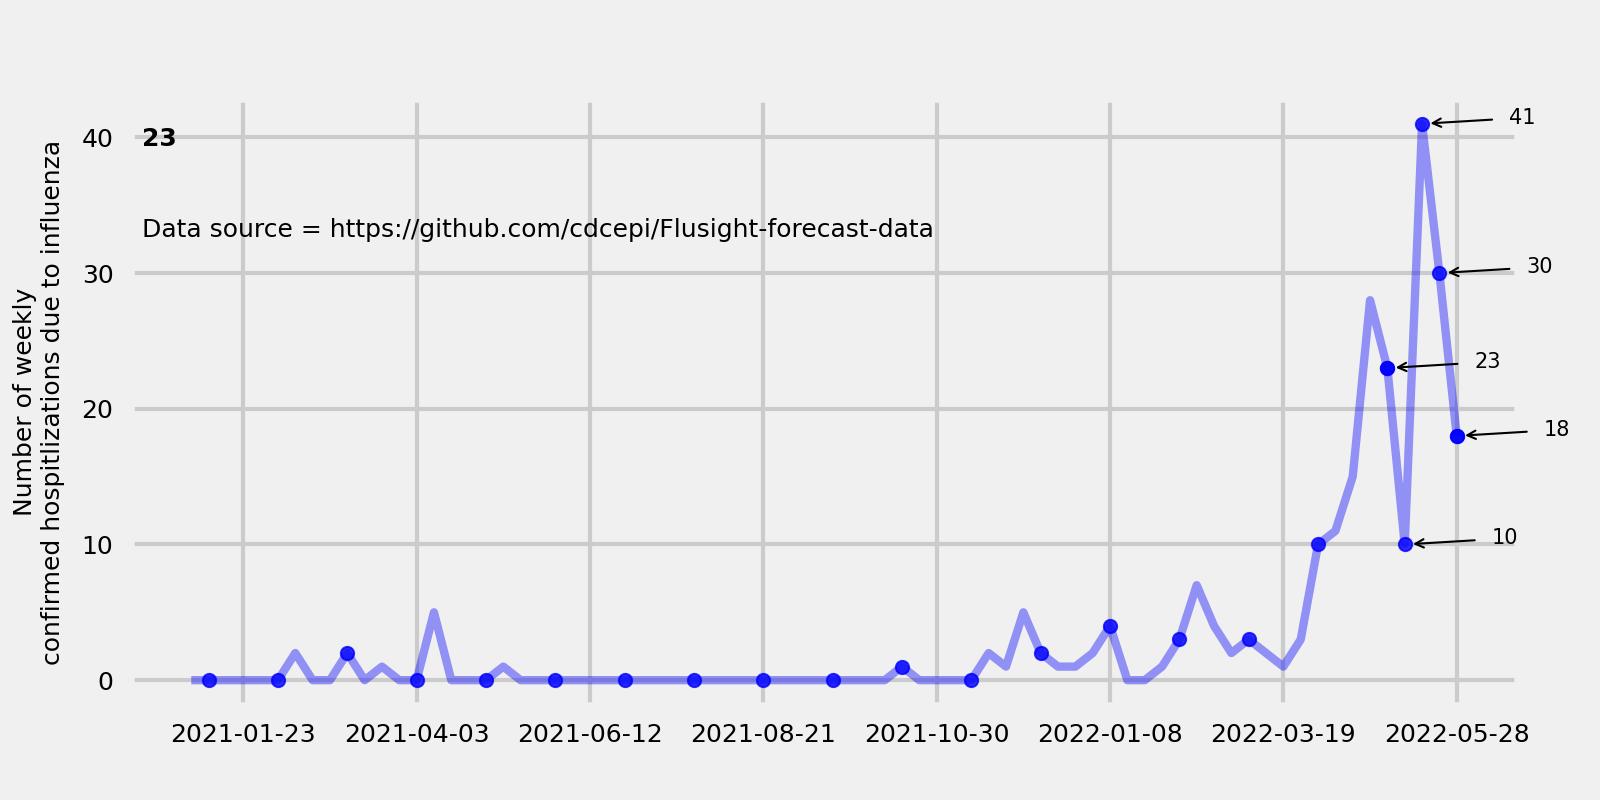 Number of weekly
confirmed hospitlizations due to influenza
40
30
20
10
0
23
Data source = https://github.com/cdcepi/Flusight-forecast-data
41
30
23
18
10
2021-01-23 2021-04-03 2021-06-12 2021-08-21 2021-10-30 2022-01-08 2022-03-19 2022-05-28